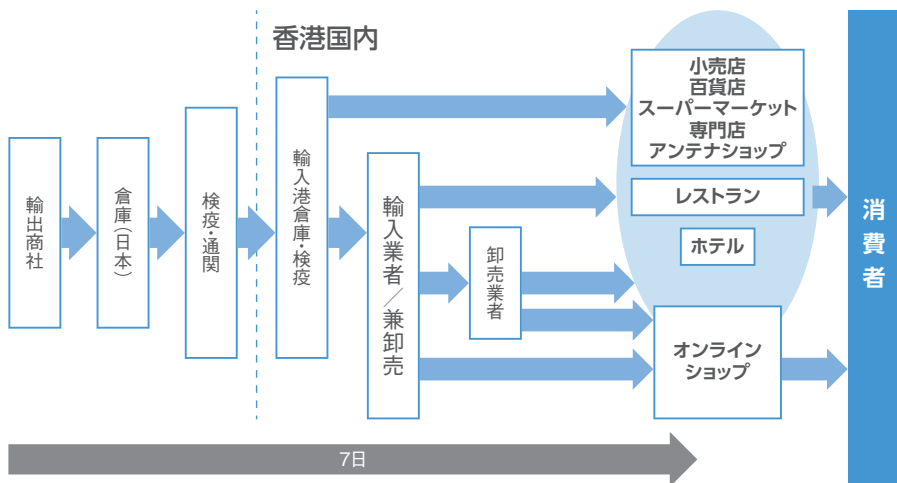 香港国内
輸出商社
倉庫（日本）
検疫・通関
輸入港倉庫・検疫
輸入業者／兼卸売
卸売業者
小売店
百貨店
スーパーマーケット
専門店
アンテナショップ
レストラン
ホテル
オンライン
ショップ
消費者
7日